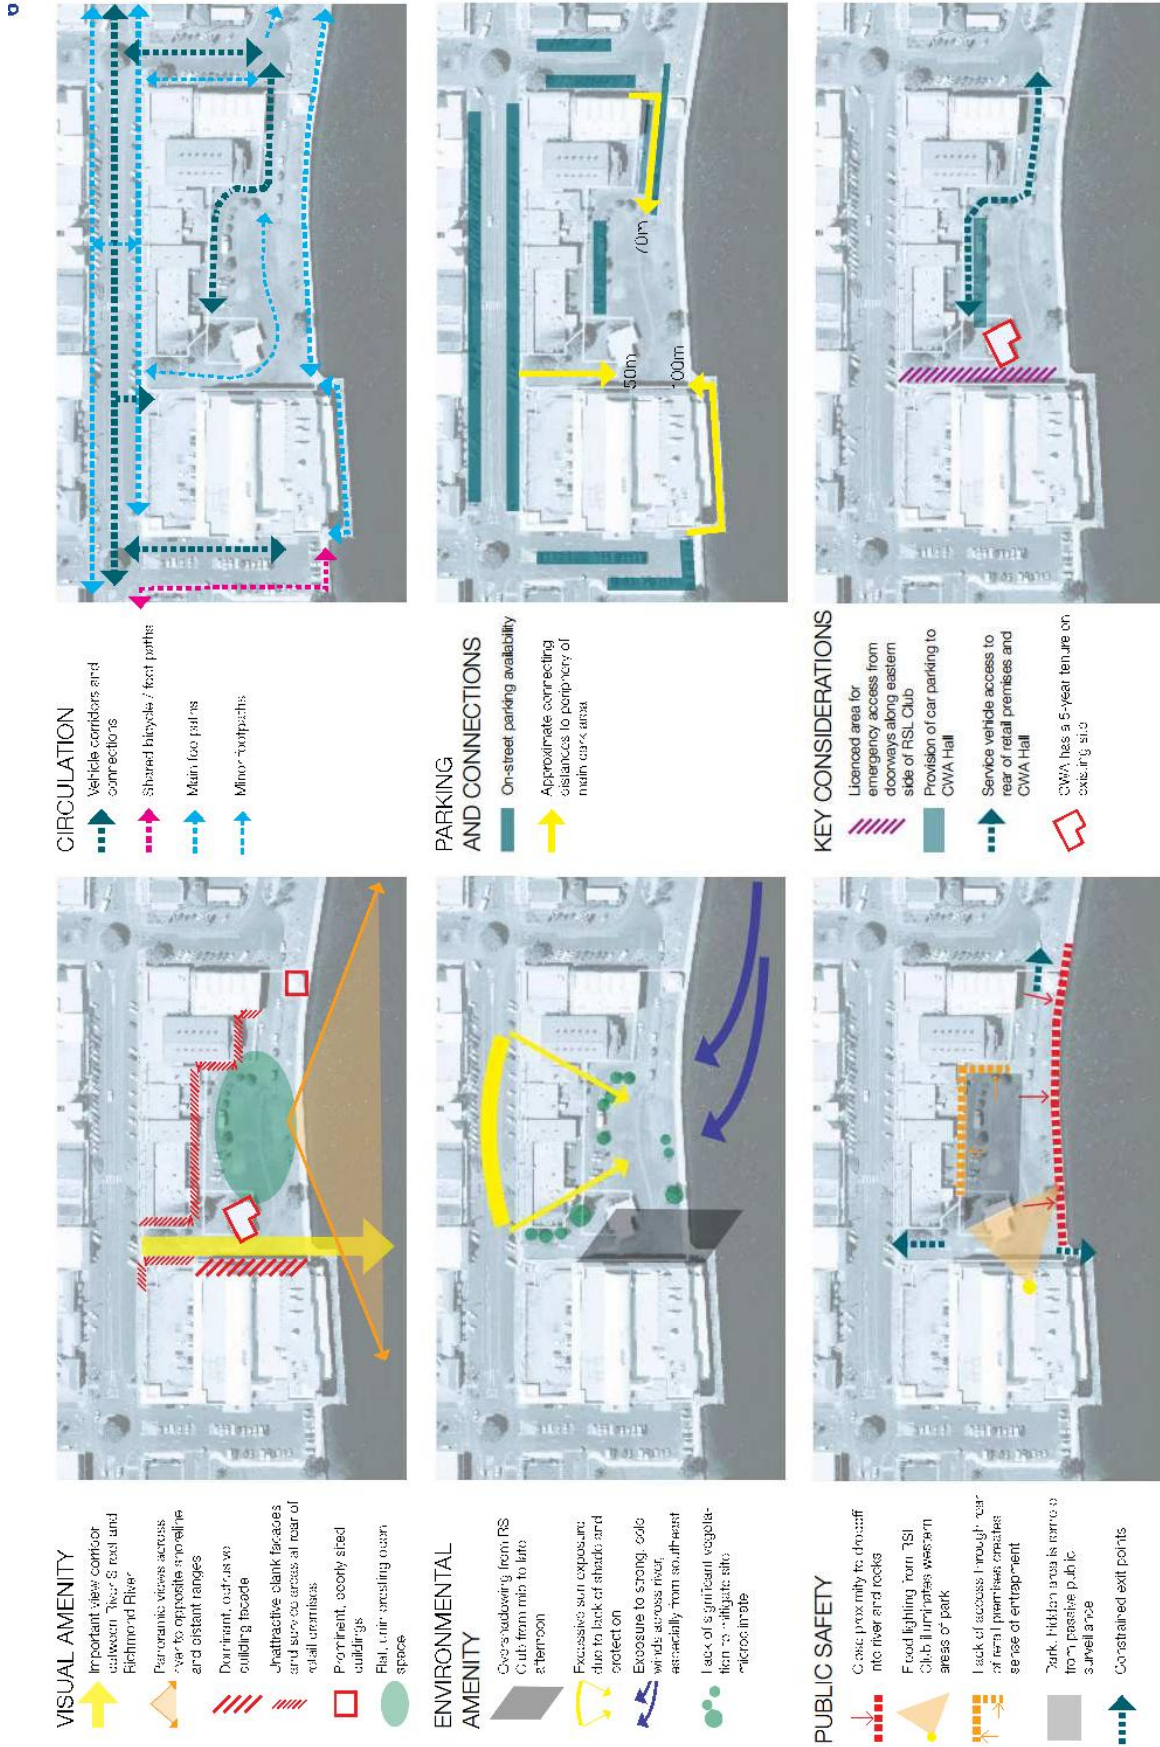 6
VISUAL AMENITY
Important view corridor
between River Street and
Richmond River
Panoramic views across
river to opposite shoreline
and distant ranges
Dominant, obtrusive
building facade
Unattractive blank facades
and service areas at rear of
retail premises
Prominent, poorly sited
buildings
Flat, uninteresting open
space
CIRCULATION
Vehicle corridors and
connections
Shared bicycle / foot paths
Main footpaths
Minor footpaths
ENVIRONMENTAL
AMENITY
Overshadowing from RS
Club from mid to late
afternoon
Excessive sun exposure
due to lack of shade and
protection
Exposure to strong, cold
winds across river,
especially from southeast
Lack of significant vegeta-
tion to mitigate site
microclimate
PARKING
AND CONNECTIONS
On-street parking availability
Approximate connecting
distances to periphery of
main park area
50m
100m
70m
PUBLIC SAFETY
Close proximity to dropoff
into river and rocks
Flood lighting from RSL
Club illuminates western
areas of park
Lack of access through rear
of retail premises creates
sense of entrapment
Dark, hidden area is remote
from passive public
surveillance
Constrained exit points
KEY CONSIDERATIONS
Licenced area for
emergency access from
doorways along eastern
side of RSL Club
Provision of car parking to
CWA Hall
Service vehicle access to
rear of retail premises and
CWA Hall
CWA has a 5-year tenure on
existing site